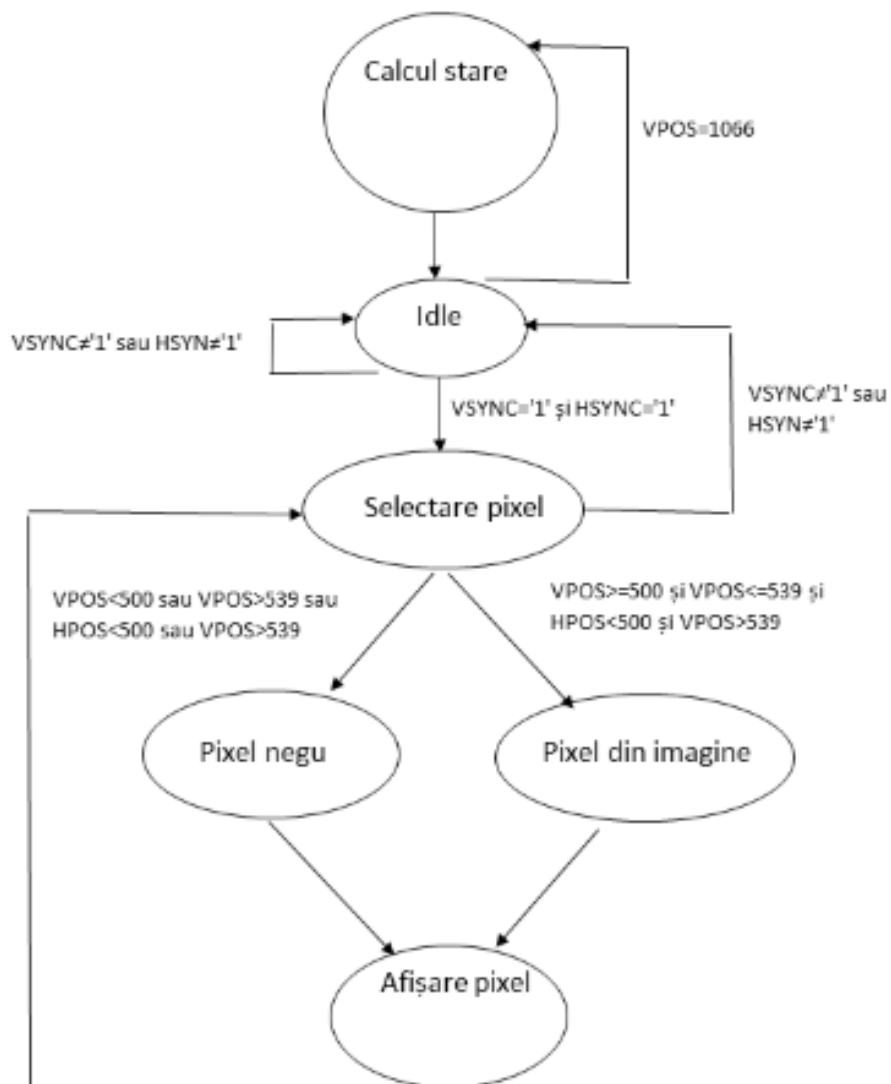 Calcul stare
VPOS=1066
Idle
VSYNC≠'1' sau HSYN≠'1'
VSYNC='1' și HSYNC='1'
VSYNC≠'1' sau
HSYN≠'1'
Selectare pixel
VPOS<500 sau VPOS>539 sau
HPOS<500 sau VPOS>539
VPOS>=500 și VPOS<=539 și
HPOS<500 și VPOS>539
Pixel negu
Pixel din imagine
Afișare pixel